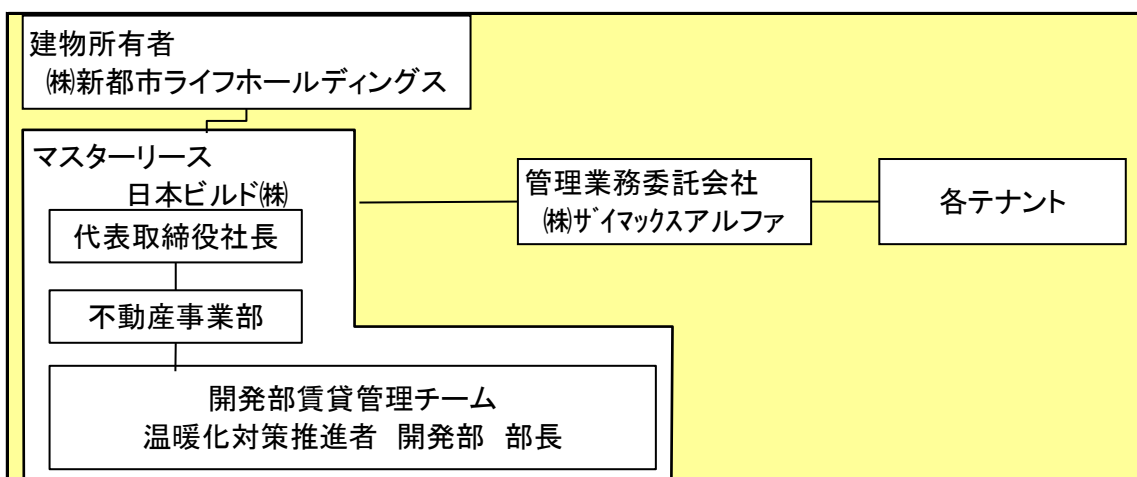 建物所有者
㈱新都市ライフホールディングス
マスターリース
日本ビルド㈱
代表取締役社長
不動産事業部
開発部賃貸管理チーム
温暖化対策推進者 開発部 部長
管理業務委託会社
㈱ｻﾞｲﾏｯｸｽアルファ
各テナント